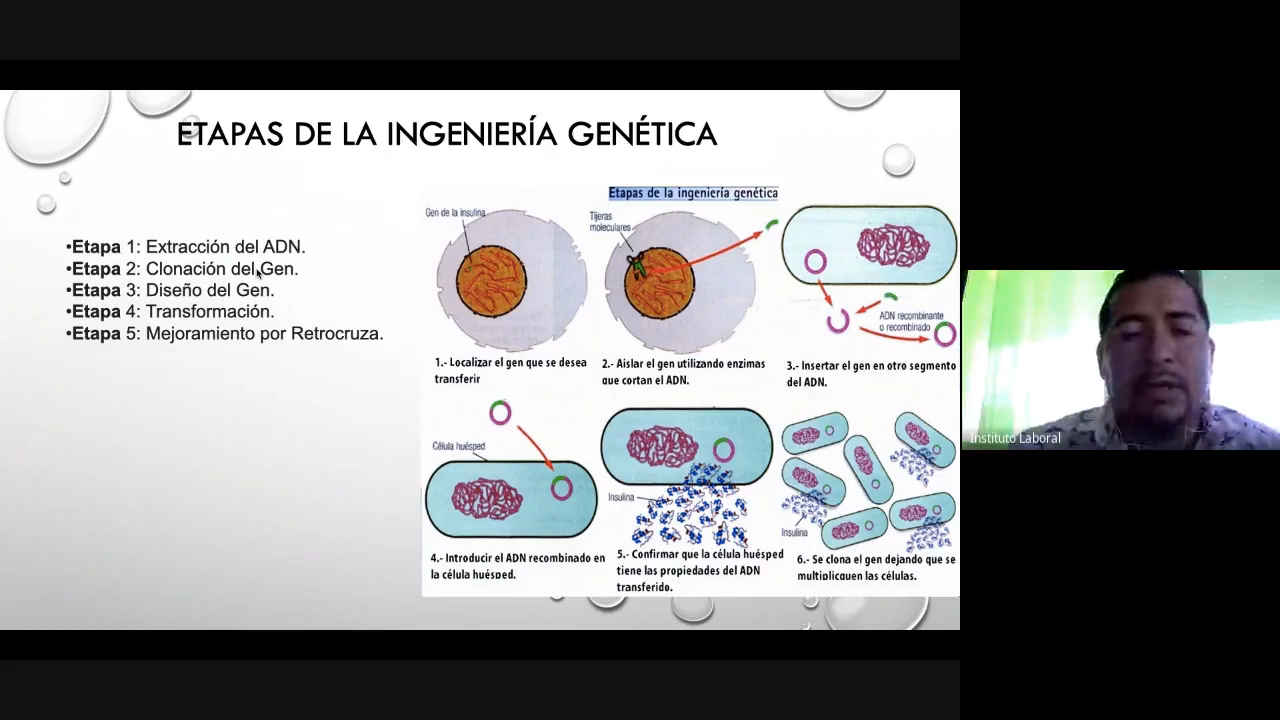 ETAPAS DE LA INGENIERÍA GENÉTICA
•Etapa 1: Extracción del ADN.
•Etapa 2: Clonación del Gen.
•Etapa 3: Diseño del Gen.
•Etapa 4: Transformación.
•Etapa 5: Mejoramiento por Retrocruza.
Etapas de la ingeniería genética
Gen de la insulina
Tijeras
moleculares
ADN recombinante
o recombinado
1.- Localizar el gen que se desea
transferir
2.- Aislar el gen utilizando enzimas
que cortan el ADN.
3.- Insertar el gen en otro segmento
del ADN.
Célula huésped
Insulina
Insulina
4.- Introducir el ADN recombinado en
la célula huésped.
5.- Confirmar que la célula huésped
tiene las propiedades del ADN
transferido.
6.- Se clona el gen dejando que se
multipliquen las células.
Instituto Laboral